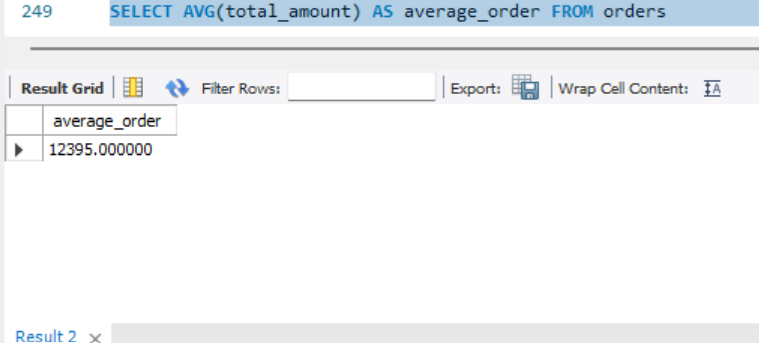 249 SELECT AVG(total_amount) AS average_order FROM orders
Result Grid Filter Rows: Export: Wrap Cell Content: IA
average_order
12395.000000
Result 2 ×